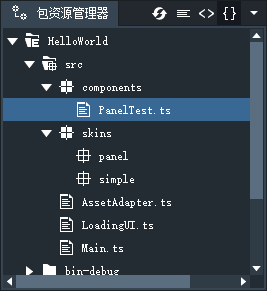 包资源管理器
HelloWorld
src
components
PanelTest.ts
skins
panel
simple
AssetAdapter.ts
LoadingUI.ts
Main.ts
bin-debug